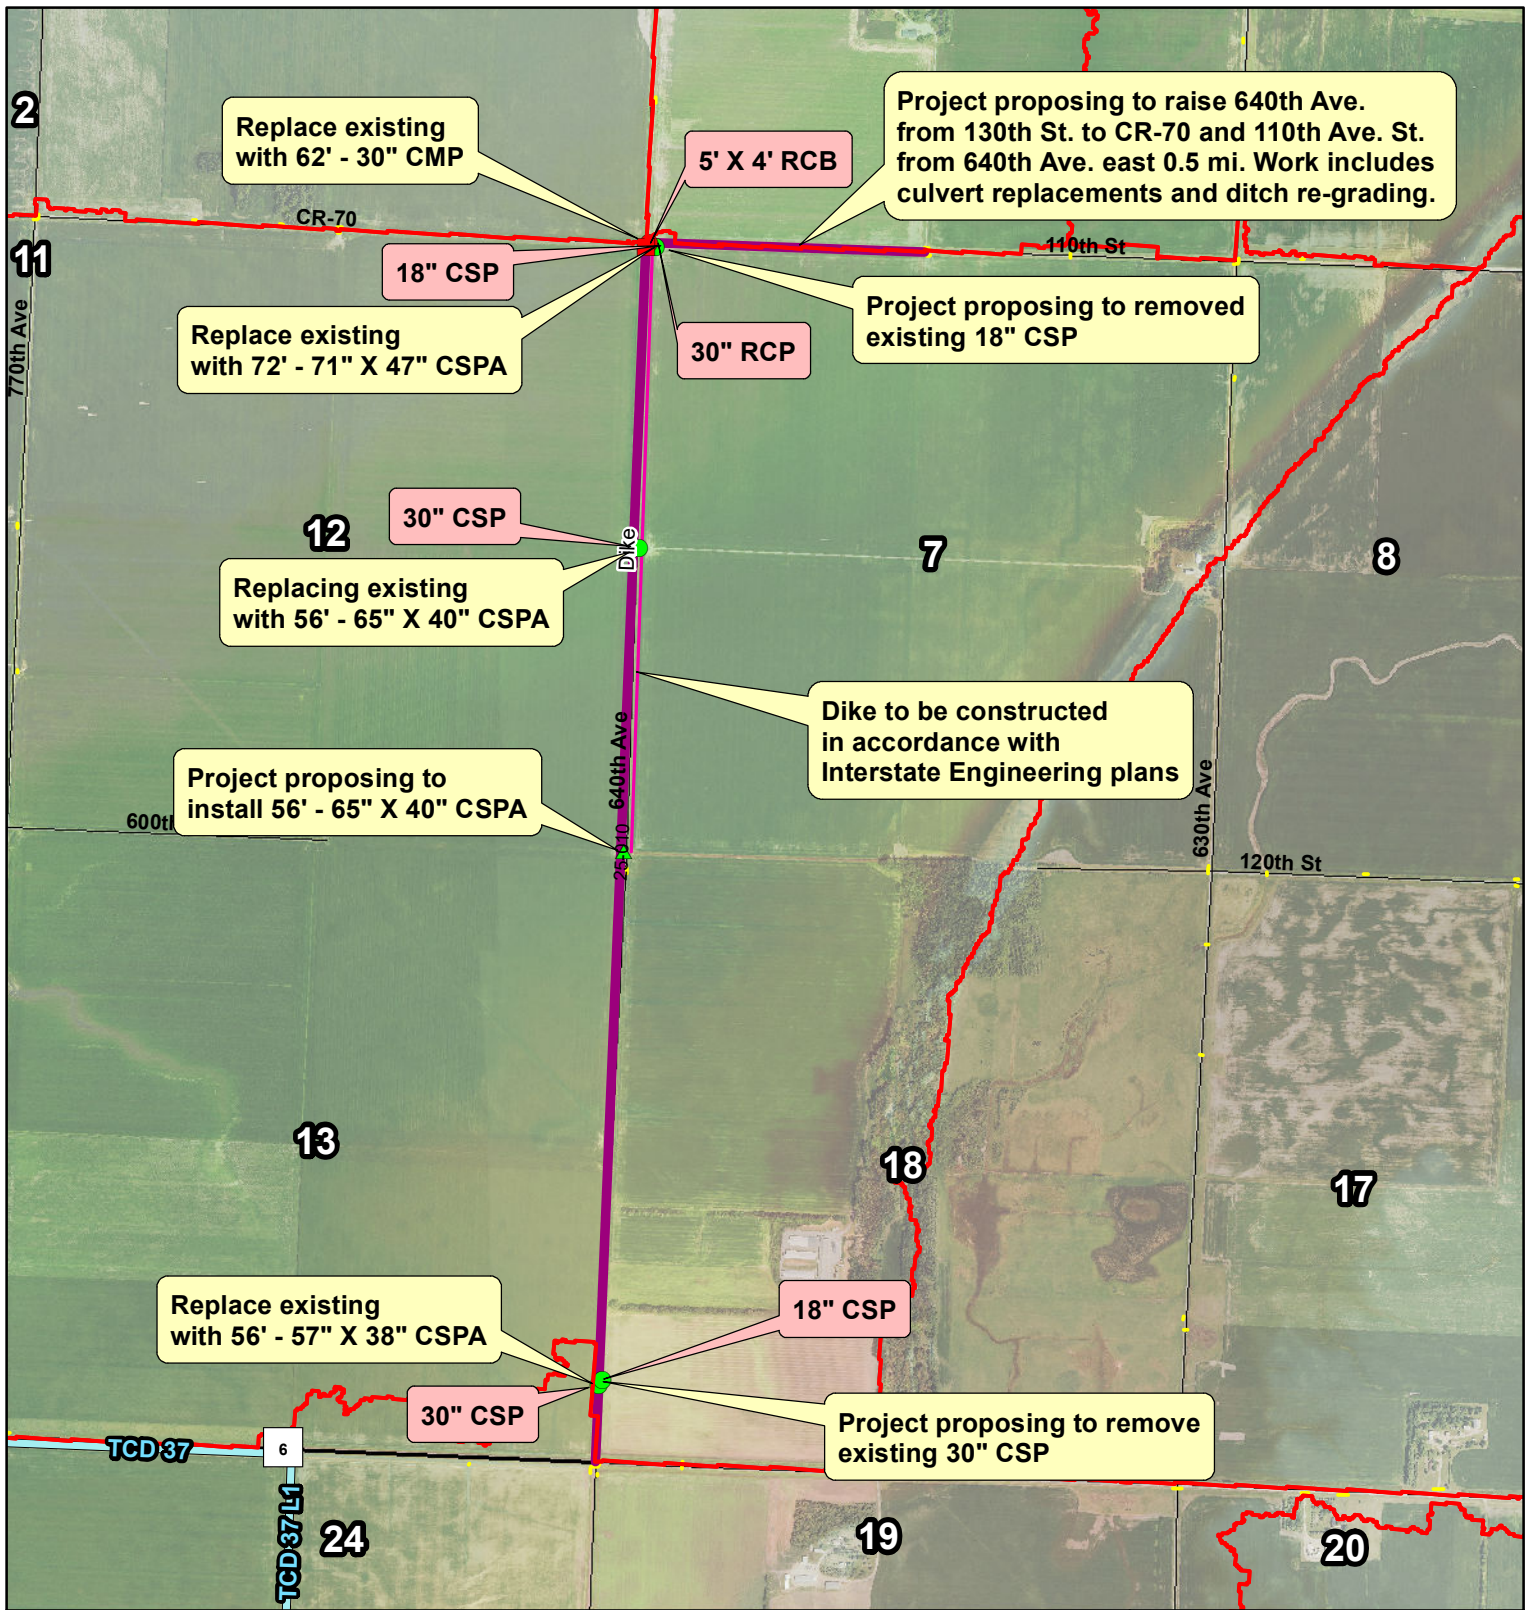 2
Replace existing
with 62' - 30" CMP
5' X 4' RCB
Project proposing to raise 640th Ave.
from 130th St. to CR-70 and 110th Ave. St.
from 640th Ave. east 0.5 mi. Work includes
culvert replacements and ditch re-grading.
CR-70
110th St
11
18" CSP
Project proposing to removed
existing 18" CSP
770th Ave
Replace existing
with 72' - 71" X 47" CSPA
30" RCP
30" CSP
12
Dike
7
8
Replacing existing
with 56' - 65" X 40" CSPA
Dike to be constructed
in accordance with
Interstate Engineering plans
640th Ave
Project proposing to
install 56' - 65" X 40" CSPA
630th Ave
600th
120th St
13
18
17
Replace existing
with 56' - 57" X 38" CSPA
18" CSP
30" CSP
Project proposing to remove
existing 30" CSP
TCD 37
6
TCD 37-L1
24
19
20